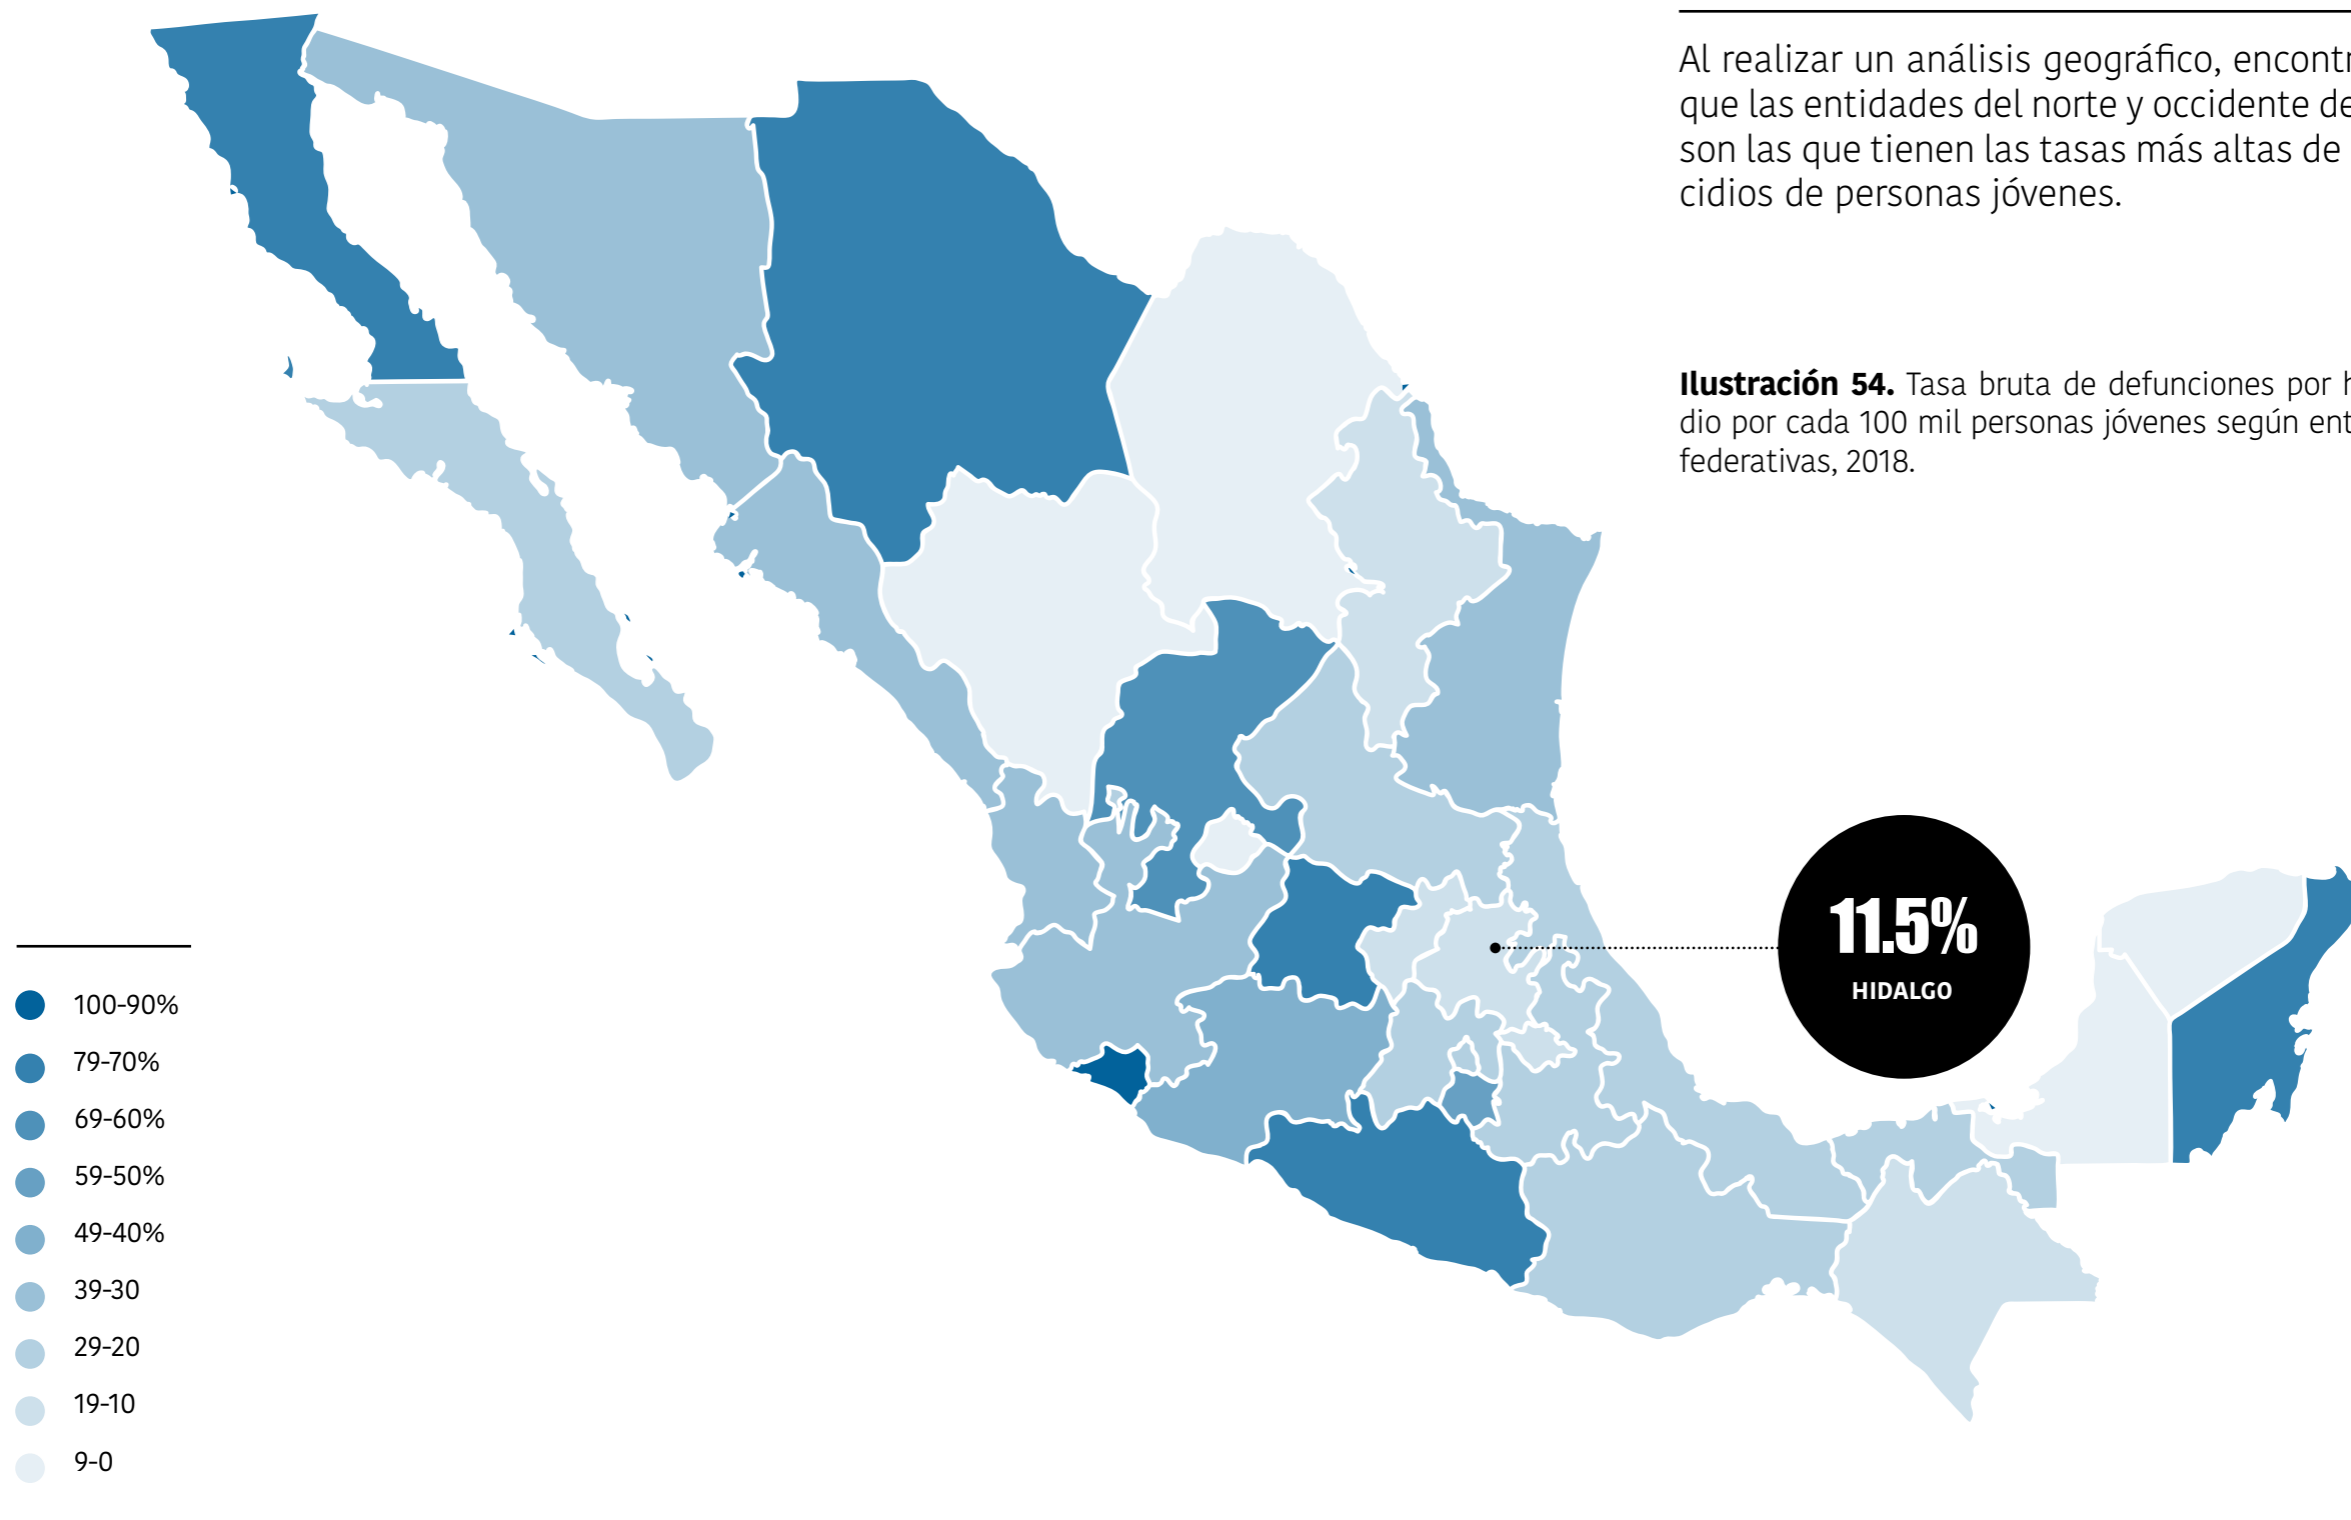 Al realizar un análisis geográfico,
que las entidades del norte y occidente
son las que tienen las tasas más altas de
cidios de personas jóvenes.
Ilustración 54. Tasa bruta de defunciones por
dio por cada 100 mil personas jóvenes según
federativas, 2018.
11.5%
HIDALGO
100-90%
79-70%
69-60%
59-50%
49-40%
39-30
29-20
19-10
9-0